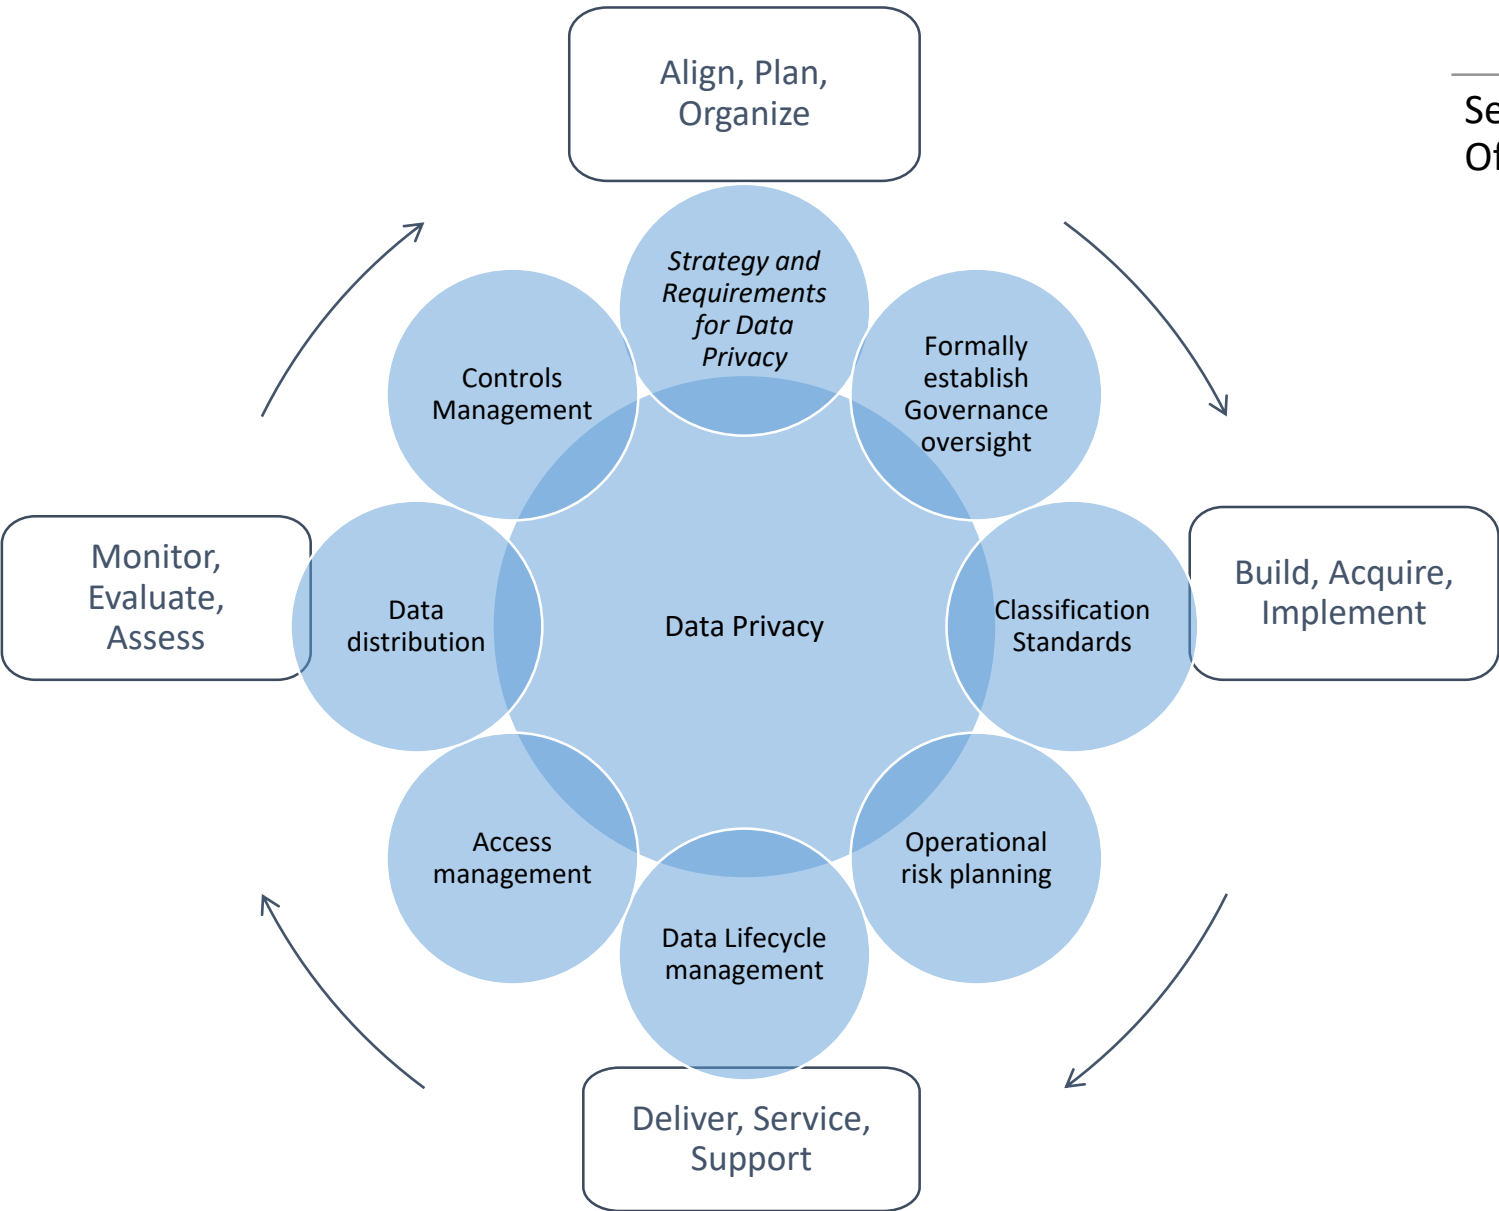 Align, Plan,
Organize
Se
Of
Strategy and
Requirements
for Data
Privacy
Formally
establish
Governance
oversight
Controls
Management
Monitor,
Evaluate,
Assess
Data
distribution
Data Privacy
Classification
Standards
Build, Acquire,
Implement
Access
management
Operational
risk planning
Data Lifecycle
management
Deliver, Service,
Support